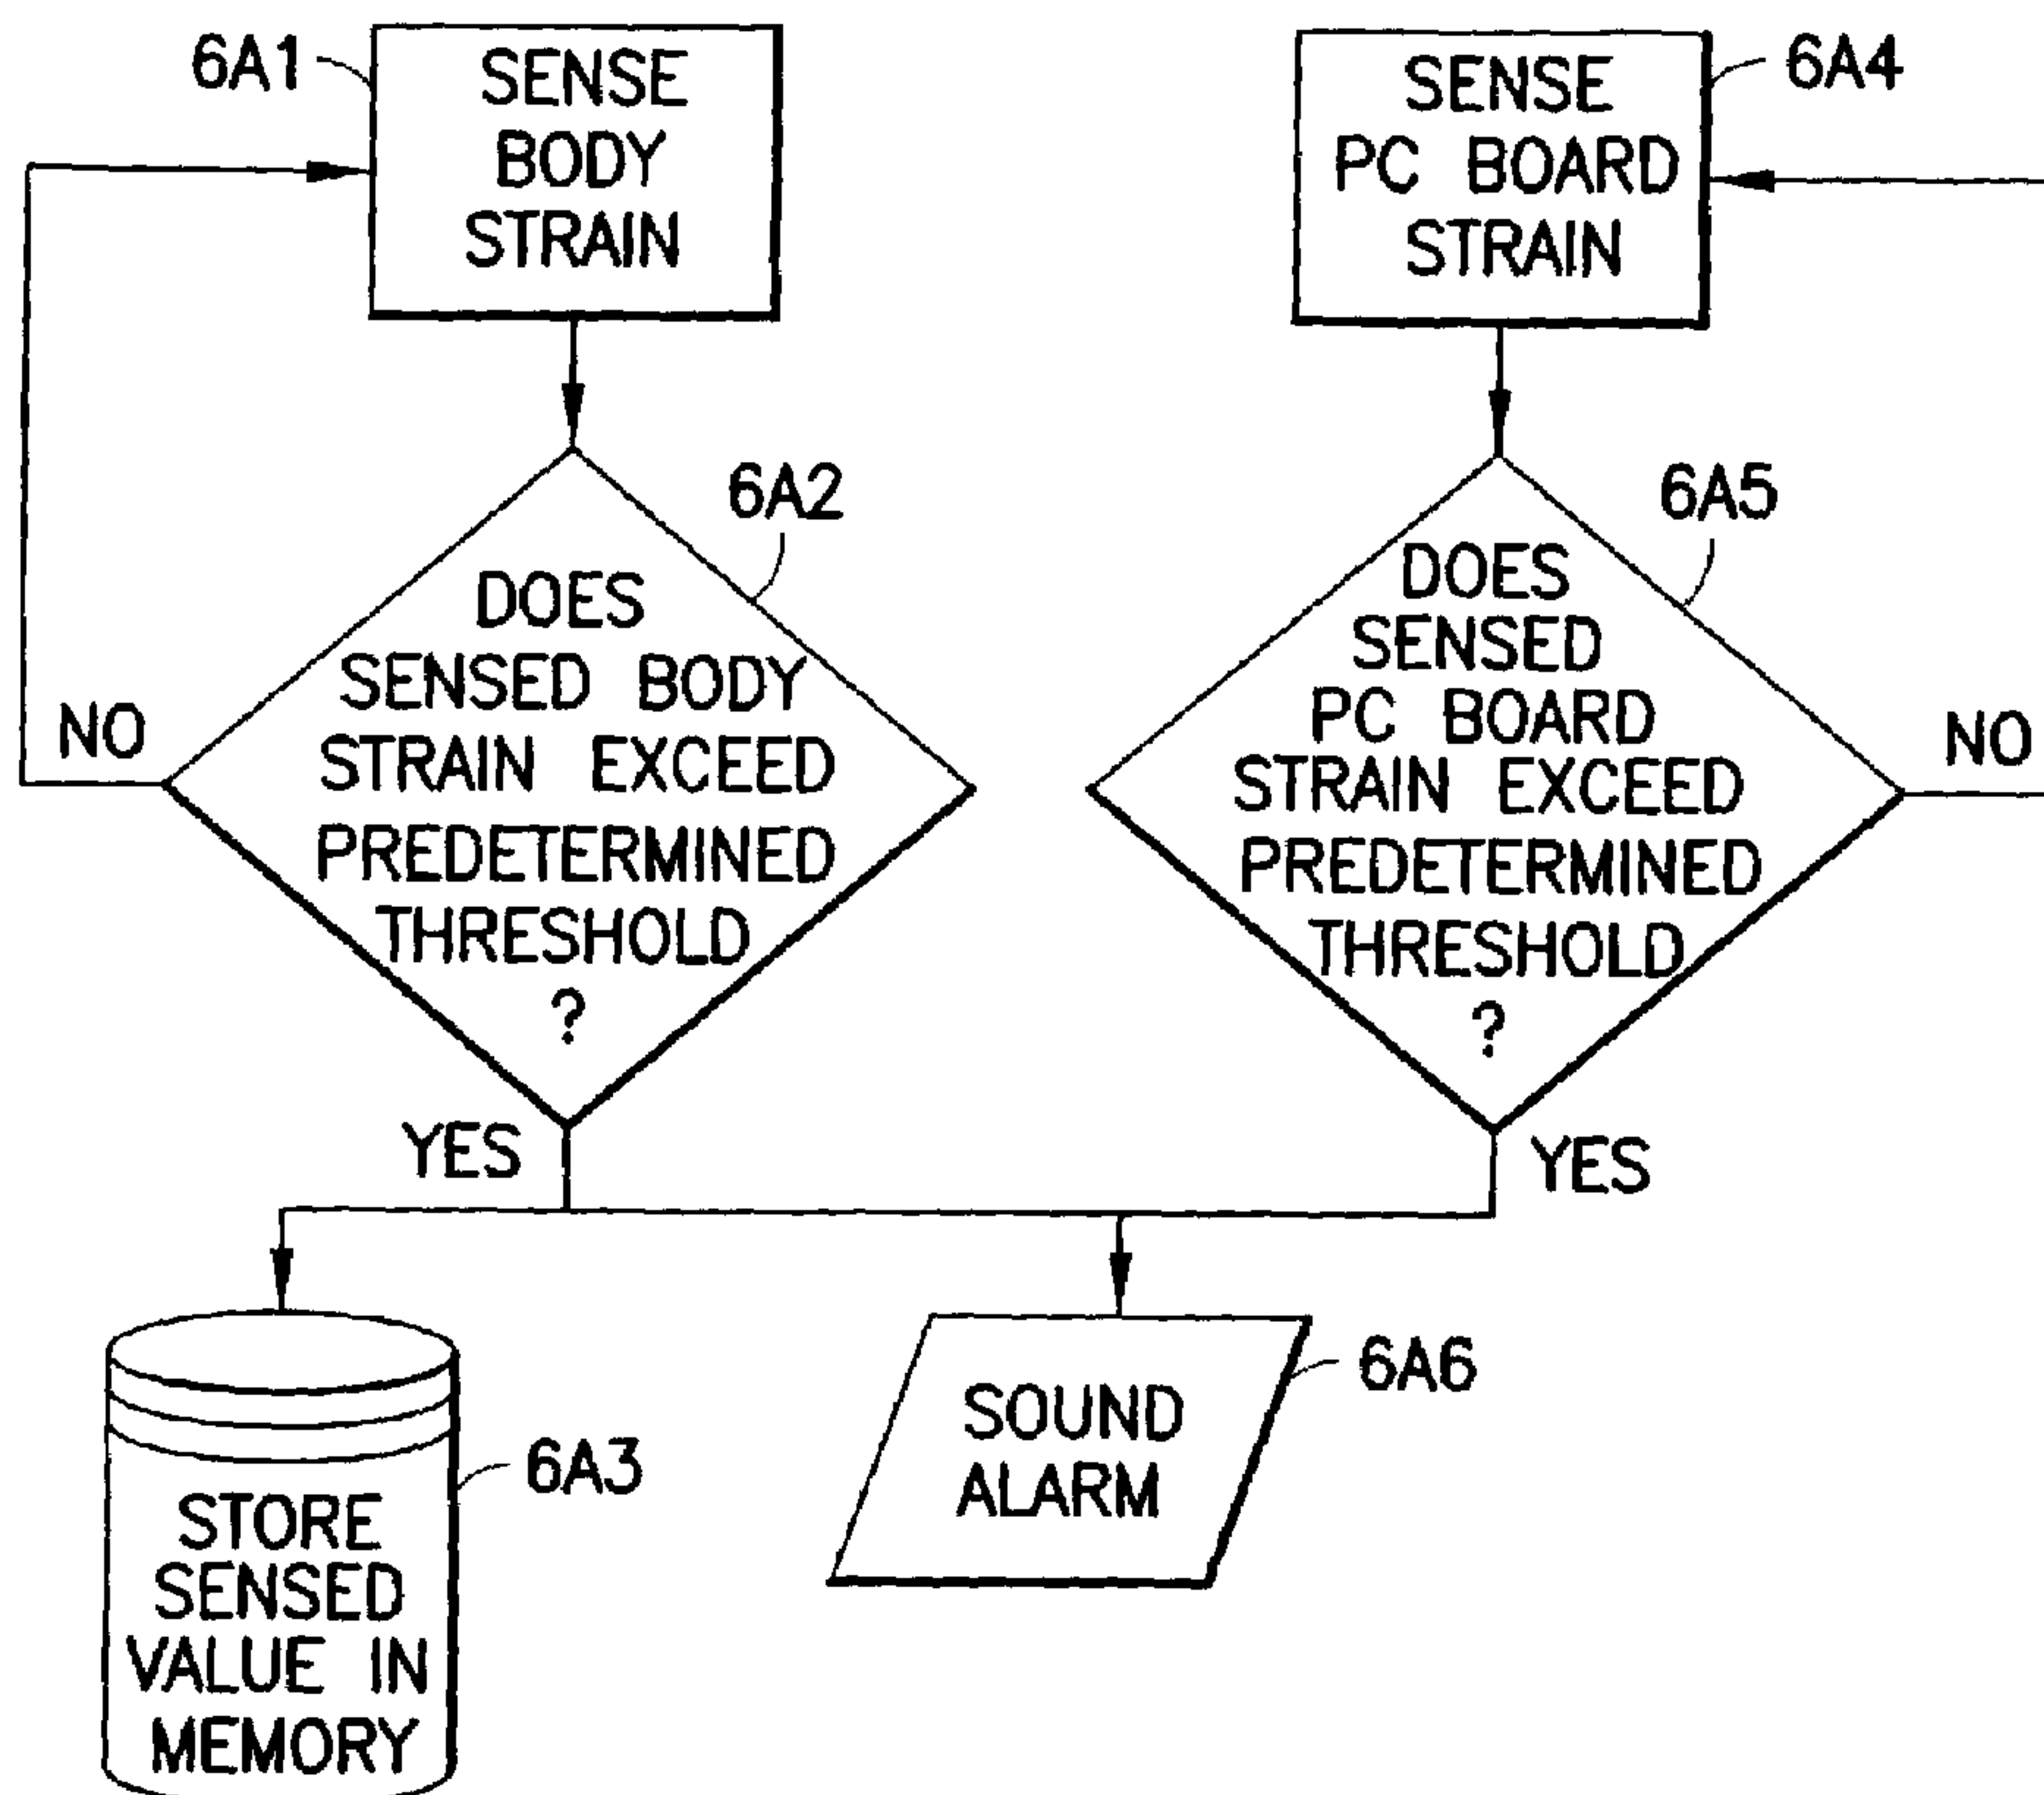 6A1
SENSE
BODY
STRAIN
6A4
SENSE
PC BOARD
STRAIN
6A2
DOES
SENSED BODY
STRAIN EXCEED
PREDETERMINED
THRESHOLD
?
NO
YES
6A5
DOES
SENSED
PC BOARD
STRAIN EXCEED
PREDETERMINED
THRESHOLD
?
NO
YES
6A3
STORE
SENSED
VALUE IN
MEMORY
6A6
SOUND
ALARM